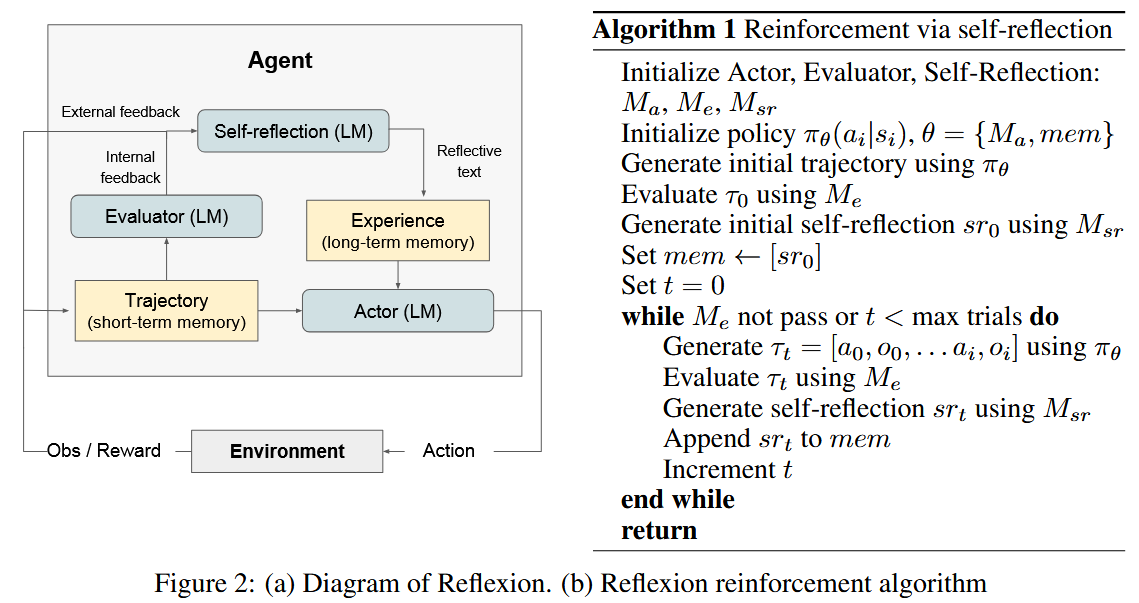 Agent
External feedback
Self-reflection (LM)
Internal
feedback
Reflective
text
Evaluator (LM)
Experience
(long-term memory)
Trajectory
(short-term memory)
Actor (LM)
Obs / Reward
Environment
Action
Algorithm 1 Reinforcement via self-reflection
Initialize Actor, Evaluator, Self-Reflection:
$M_a$, $M_e$, $M_{sr}$
Initialize policy $\pi_\theta(a_i|s_i)$, $\theta = \{M_a, mem\}$
Generate initial trajectory using $\pi_\theta$
Evaluate $\tau_0$ using $M_e$
Generate initial self-reflection $sr_0$ using $M_{sr}$
Set $mem \leftarrow [sr_0]$
Set $t = 0$
while $M_e$ not pass or $t <$ max trials do
Generate $\tau_t = [a_0, o_0, \ldots a_i, o_i]$ using $\pi_\theta$
Evaluate $\tau_t$ using $M_e$
Generate self-reflection $sr_t$ using $M_{sr}$
Append $sr_t$ to $mem$
Increment $t$
end while
return
Figure 2: (a) Diagram of Reflexion. (b) Reflexion reinforcement algorithm